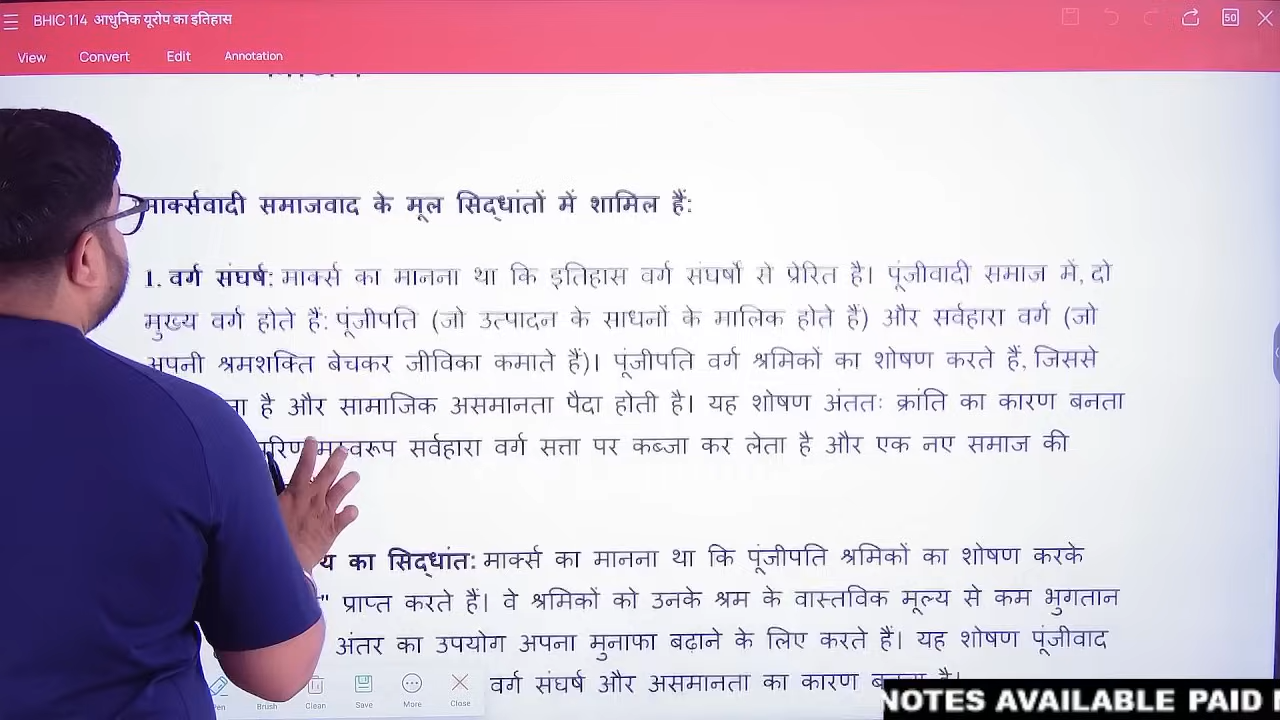 BHIC 114 आधुनिक यूरोप का इतिहास
50
View Convert Edit Annotation
मार्क्सवादी समाजवाद के मूल सिद्धांतों में शामिल हैं:
1. वर्ग संघर्ष: मार्क्स का मानना था कि इतिहास वर्ग संघर्षों से प्रेरित है। पूंजीवादी समाज में, दो
मुख्य वर्ग होते हैं: पूंजीपति (जो उत्पादन के साधनों के मालिक होते हैं) और सर्वहारा वर्ग (जो
अपनी श्रमशक्ति बेचकर जीविका कमाते हैं)। पूंजीपति वर्ग श्रमिकों का शोषण करते हैं, जिससे
है और सामाजिक असमानता पैदा होती है। यह शोषण अंततः क्रांति का कारण बनता
सर्वहारा वर्ग सत्ता पर कब्जा कर लेता है और एक नए समाज की
का सिद्धांत: मार्क्स का मानना था कि पूंजीपति श्रमिकों का शोषण करके
" प्राप्त करते हैं। वे श्रमिकों को उनके श्रम के वास्तविक मूल्य से कम भुगतान
अंतर का उपयोग अपना मुनाफा बढ़ाने के लिए करते हैं। यह शोषण पूंजीवाद
वर्ग संघर्ष और असमानता का कारण
Pen Brush Clean Save More Close
NOTES AVAILABLE PAID